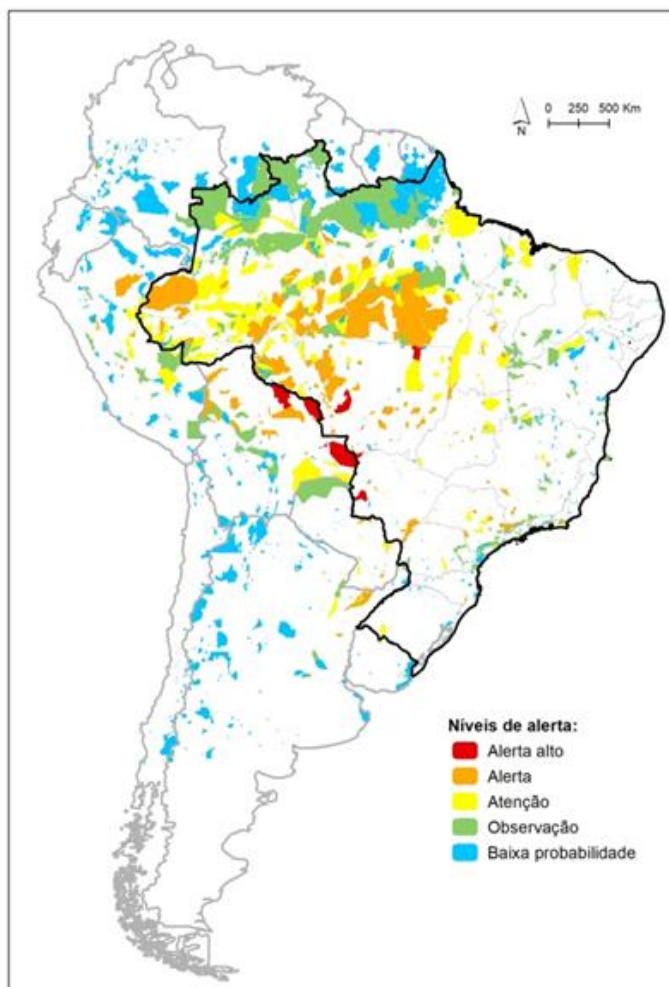 N
0 250 500 Km
Níveis de alerta:
Alerta alto
Alerta
Atenção
Observação
Baixa probabilidade